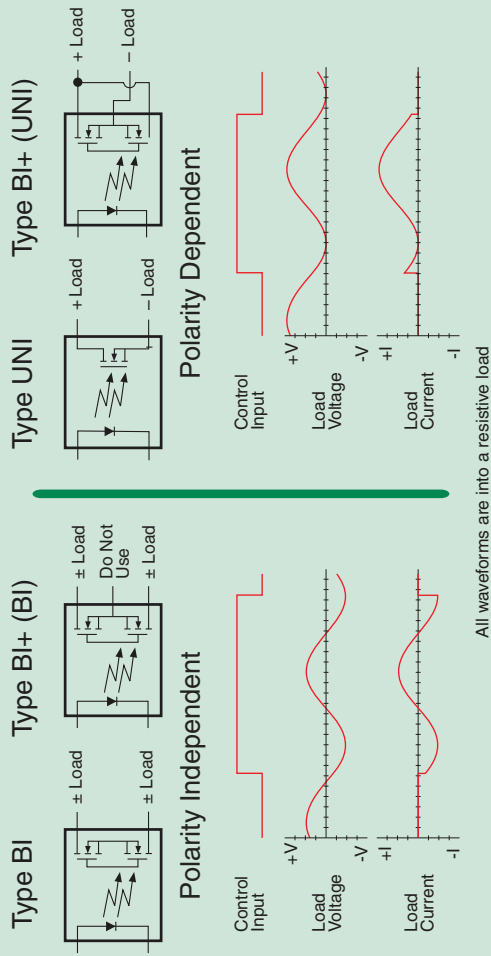 Type BI
± Load
± Load
Type BI+ (BI)
± Load
Do Not
Use
± Load
Polarity Independent
Control
Input
Load
Voltage
+V
-V
Load
Current
+I
-I
Type UNI
+ Load
– Load
Type BI+ (UNI)
+ Load
– Load
Polarity Dependent
Control
Input
Load
Voltage
+V
-V
Load
Current
+I
-I
All waveforms are into a resistive load